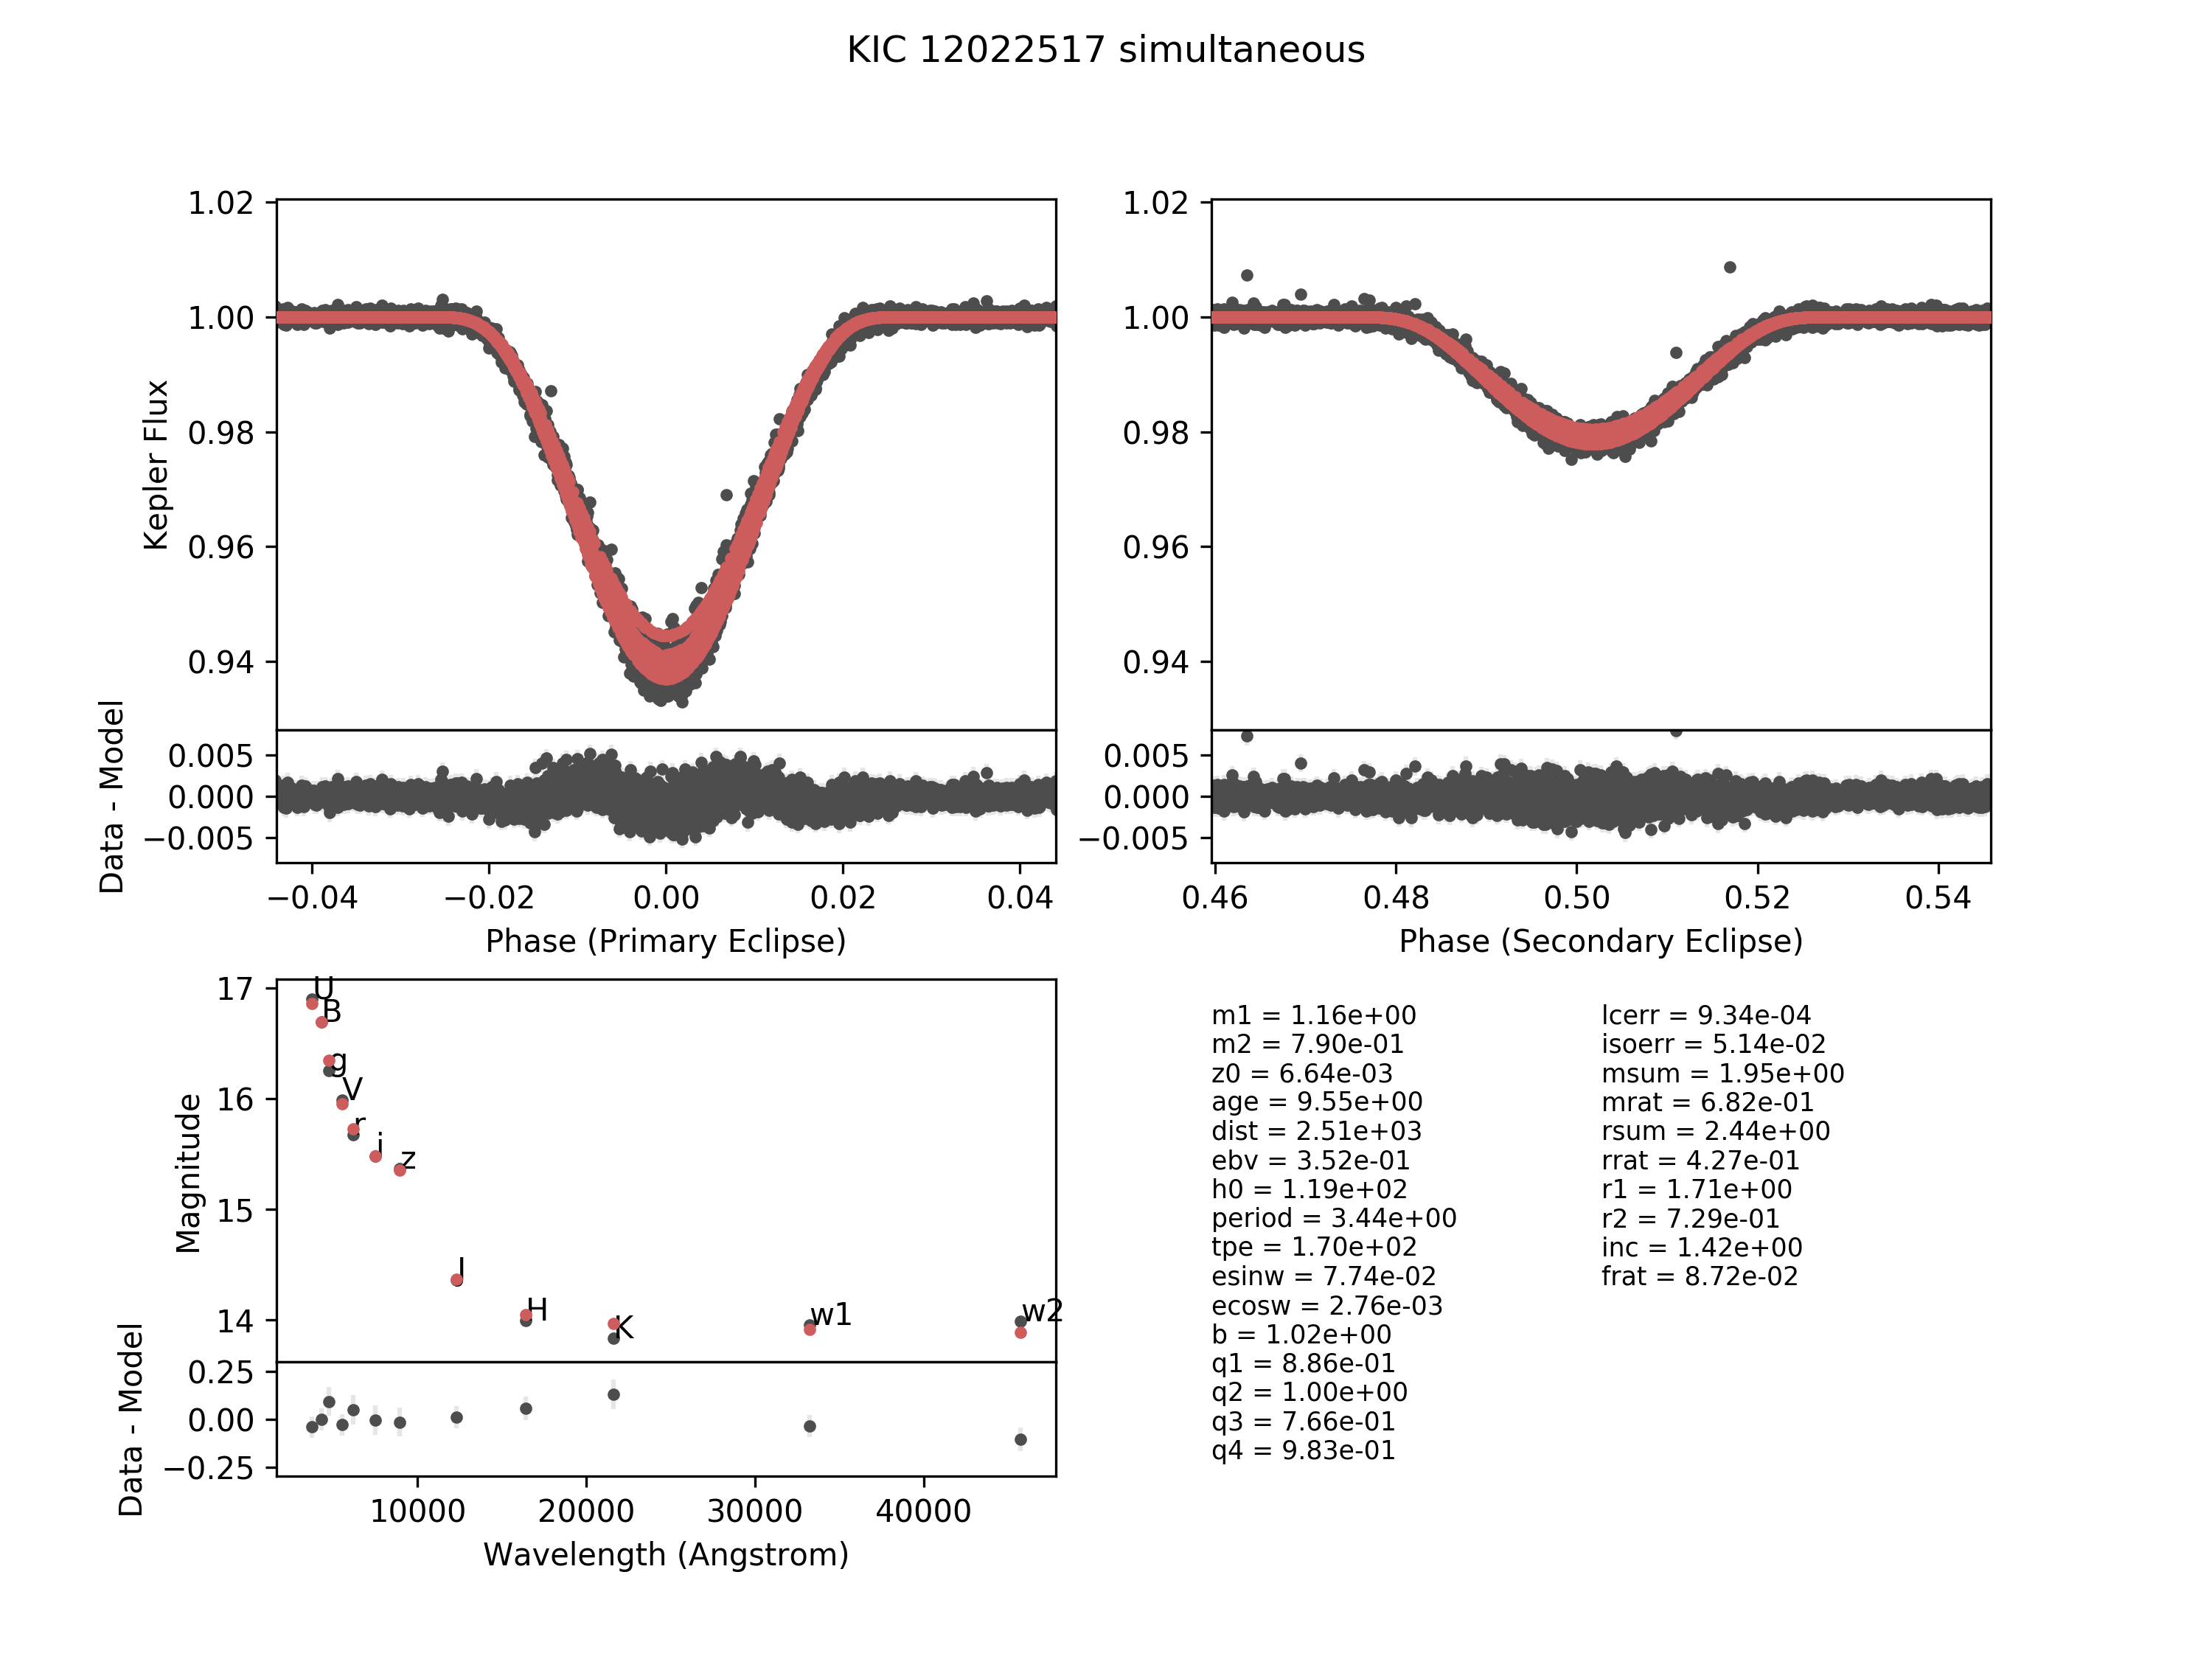 KIC 12022517 simultaneous
1.02
1.00
0.98
0.96
0.94
Kepler Flux
0.005
0.000
−0.005
Data - Model
−0.04
−0.02
0.00
0.02
0.04
Phase (Primary Eclipse)
1.02
1.00
0.98
0.96
0.94
0.005
0.000
−0.005
0.46
0.48
0.50
0.52
0.54
Phase (Secondary Eclipse)
17
16
15
14
Magnitude
U
B
g
V
r
i
z
J
H
K
w1
w2
0.25
0.00
−0.25
Data - Model
10000
20000
30000
40000
Wavelength (Angstrom)
m1 = 1.16e+00
m2 = 7.90e-01
z0 = 6.64e-03
age = 9.55e+00
dist = 2.51e+03
ebv = 3.52e-01
h0 = 1.19e+02
period = 3.44e+00
tpe = 1.70e+02
esinw = 7.74e-02
ecosw = 2.76e-03
b = 1.02e+00
q1 = 8.86e-01
q2 = 1.00e+00
q3 = 7.66e-01
q4 = 9.83e-01
lcerr = 9.34e-04
isoerr = 5.14e-02
msum = 1.95e+00
mrat = 6.82e-01
rsum = 2.44e+00
rrat = 4.27e-01
r1 = 1.71e+00
r2 = 7.29e-01
inc = 1.42e+00
frat = 8.72e-02